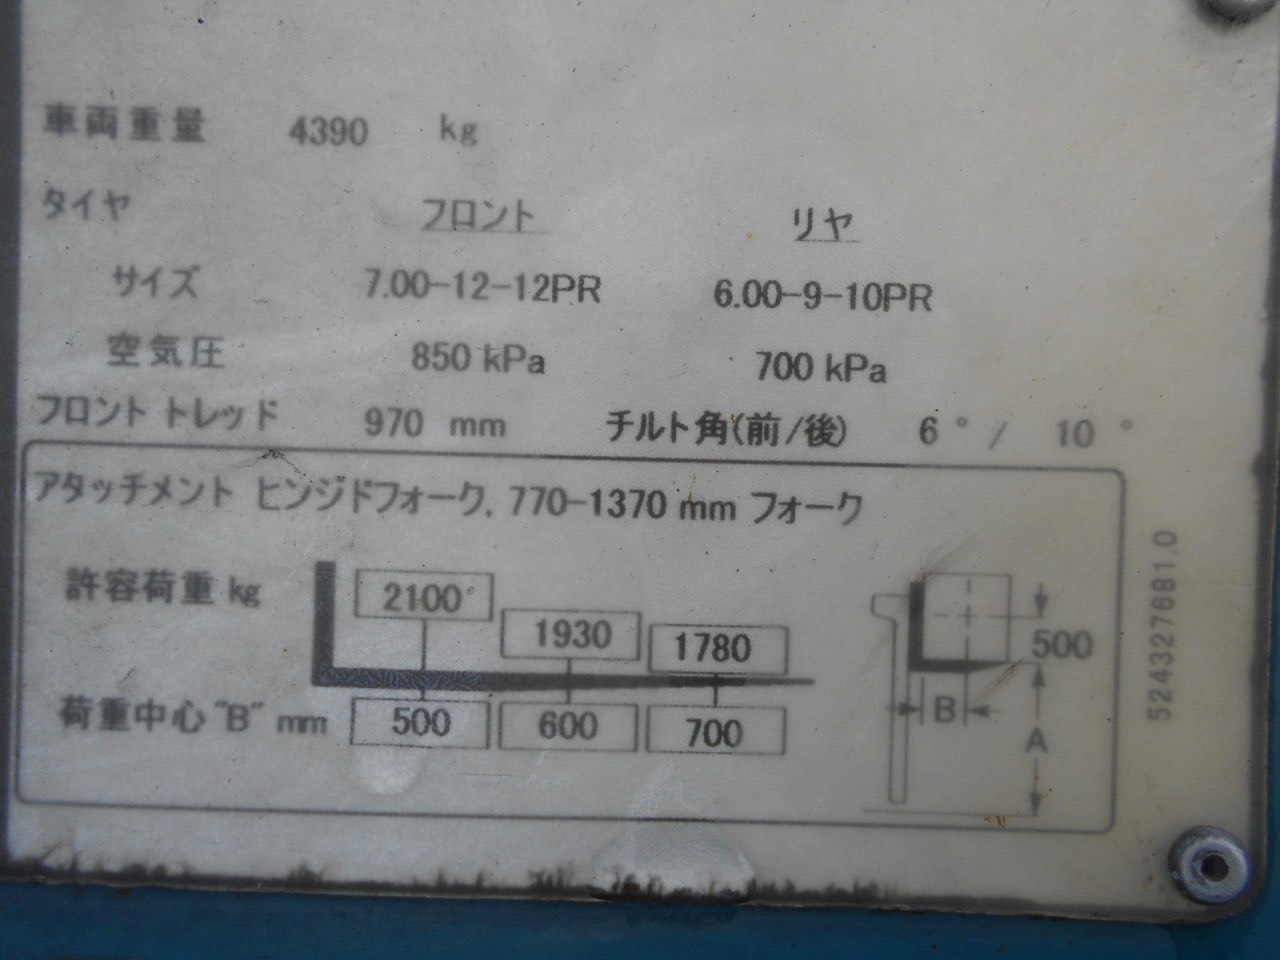 車両重量 4390 kg
タイヤ フロント リヤ
サイズ 7.00-12-12PR 6.00-9-10PR
空気圧 850 kPa 700 kPa
フロント トレッド 970 mm チルト角(前/後) 6° / 10°
アタッチメント ヒンジドフォーク, 770-1370 mm フォーク
許容荷重 kg 2100 1930 1780
荷重中心 "B" mm 500 600 700
500
B
A
524327681.0